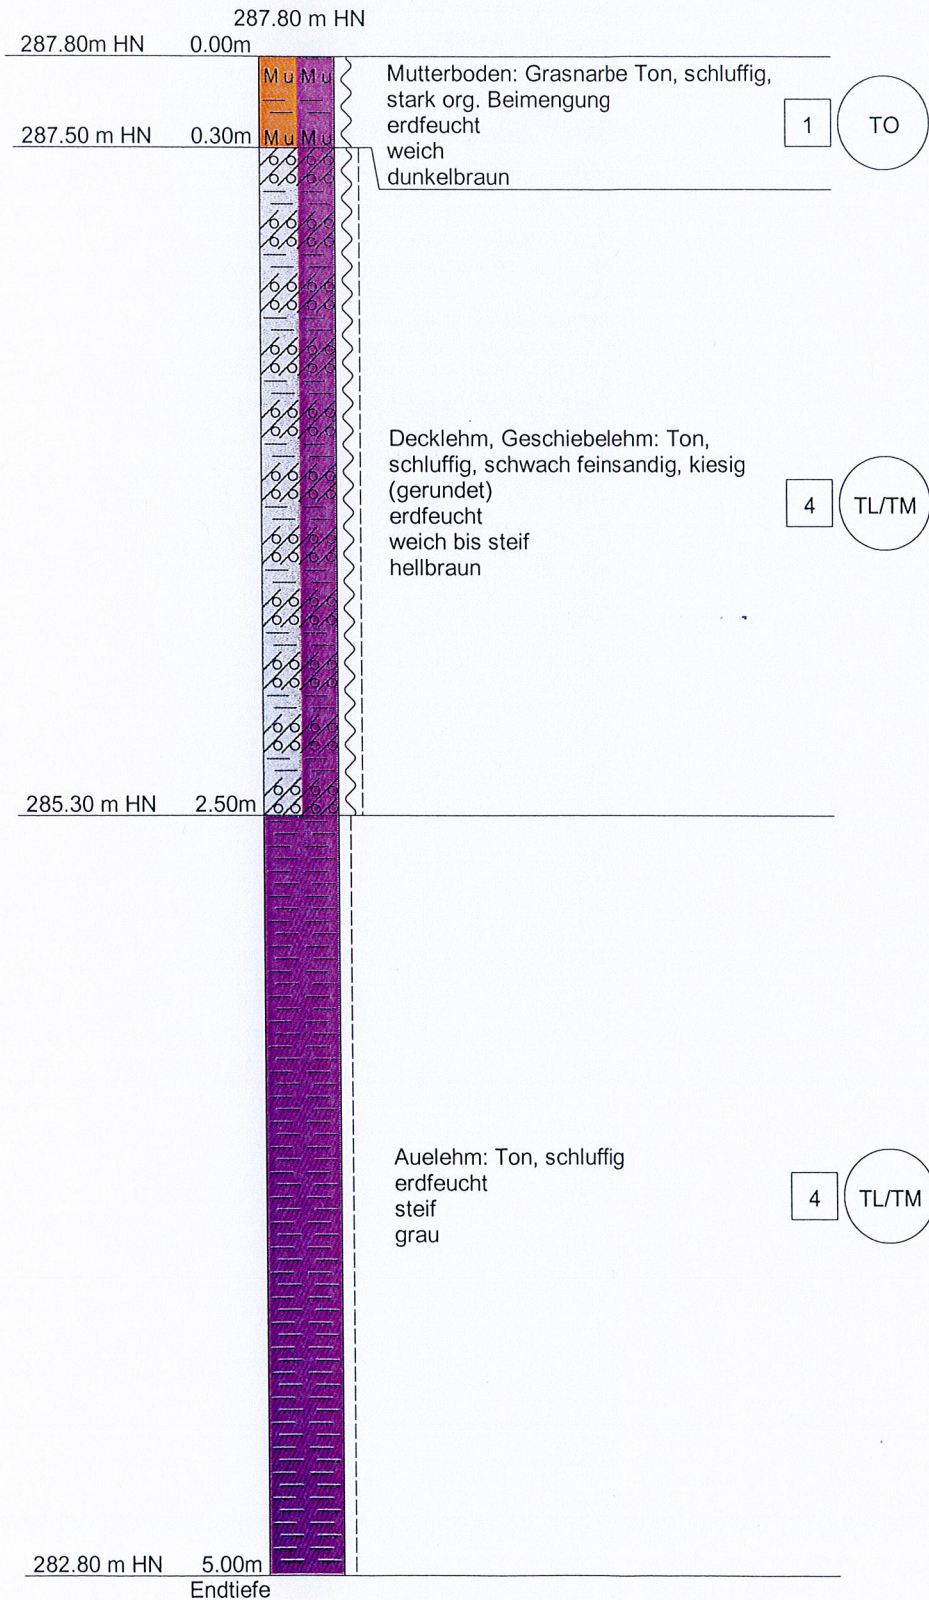 287.80 m HN
287.80m HN 0.00m
Mu Mu
Mutterboden: Grasnarbe Ton, schluffig,
stark org. Beimengung
erdfeucht
weich
dunkelbraun
1 TO
287.50 m HN 0.30m
Mu Mu
Decklehm, Geschiebelehm: Ton,
schluffig, schwach feinsandig, kiesig
(gerundet)
erdfeucht
weich bis steif
hellbraun
4 TL/TM
285.30 m HN 2.50m
Auelehm: Ton, schluffig
erdfeucht
steif
grau
4 TL/TM
282.80 m HN 5.00m
Endtiefe